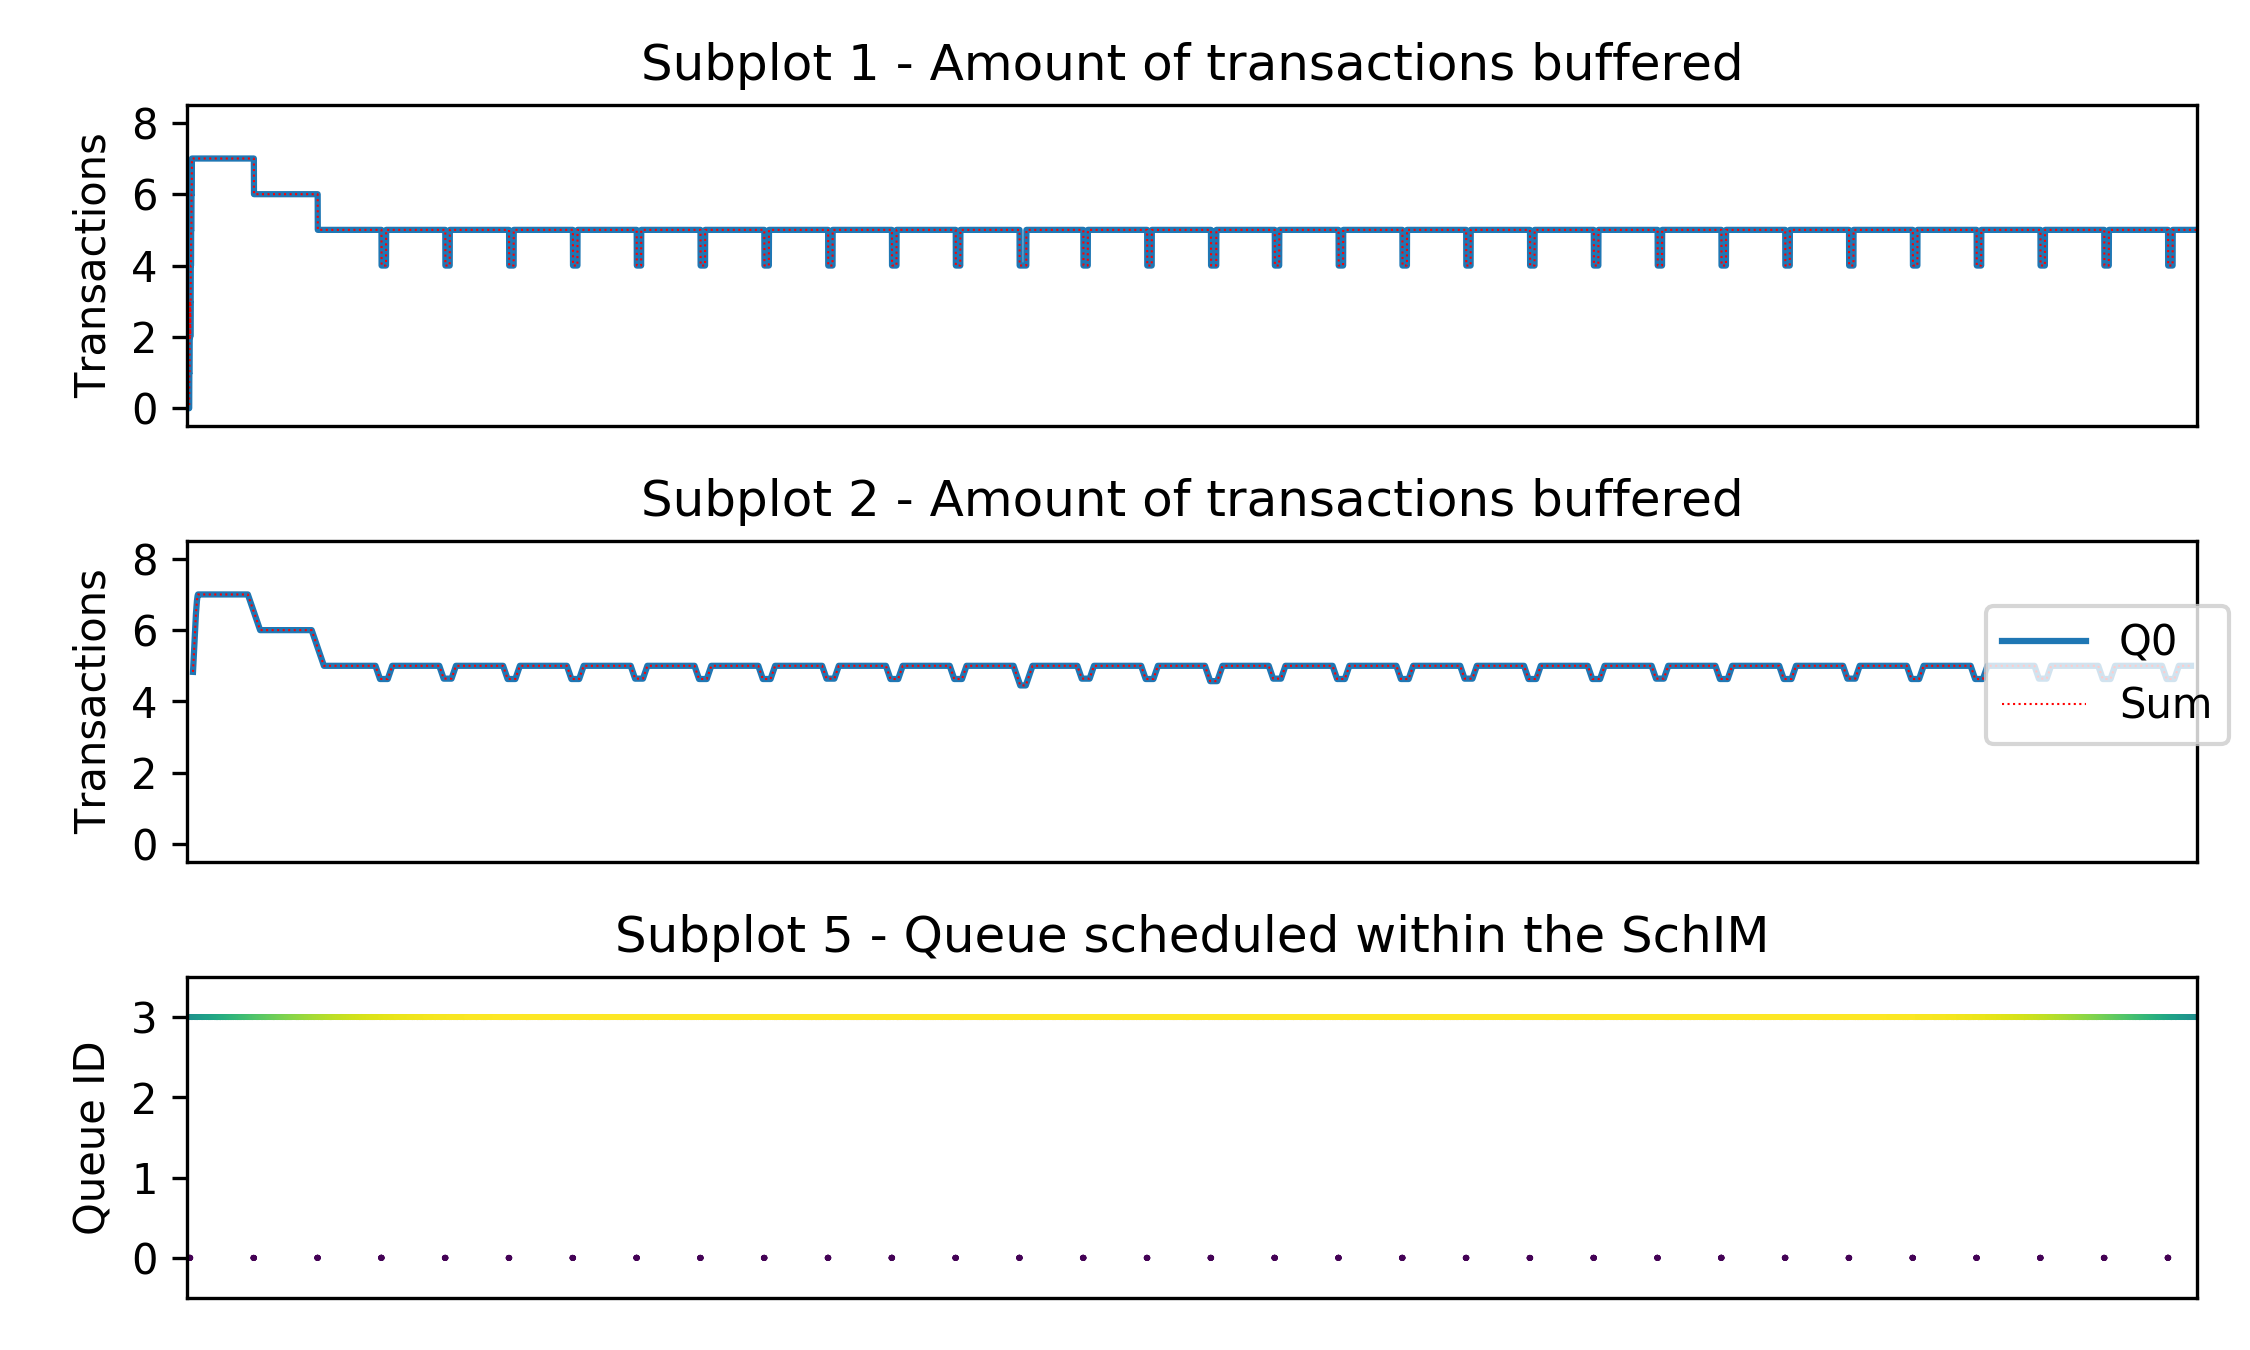 Subplot 1 - Amount of transactions buffered
Transactions
8
6
4
2
0
Subplot 2 - Amount of transactions buffered
Transactions
8
6
4
2
0
Q0
Sum
Subplot 5 - Queue scheduled within the SchIM
Queue ID
3
2
1
0